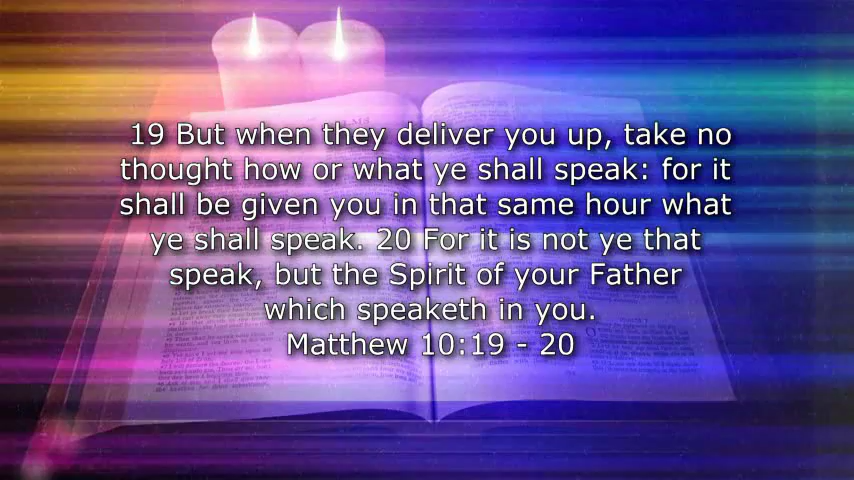 19 But when they deliver you up, take no
thought how or what ye shall speak: for it
shall be given you in that same hour what
ye shall speak. 20 For it is not ye that
speak, but the Spirit of your Father
which speaketh in you.
Matthew 10:19 - 20